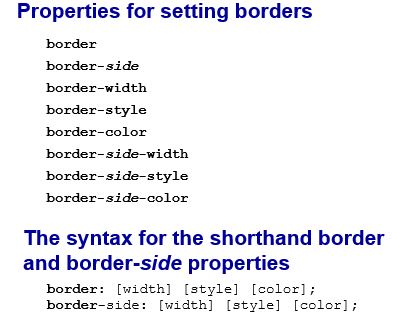 Properties for setting borders
border
border-side
border-width
border-style
border-color
border-side-width
border-side-style
border-side-color
The syntax for the shorthand border
and border-side properties
border: [width] [style] [color];
border-side: [width] [style] [color];